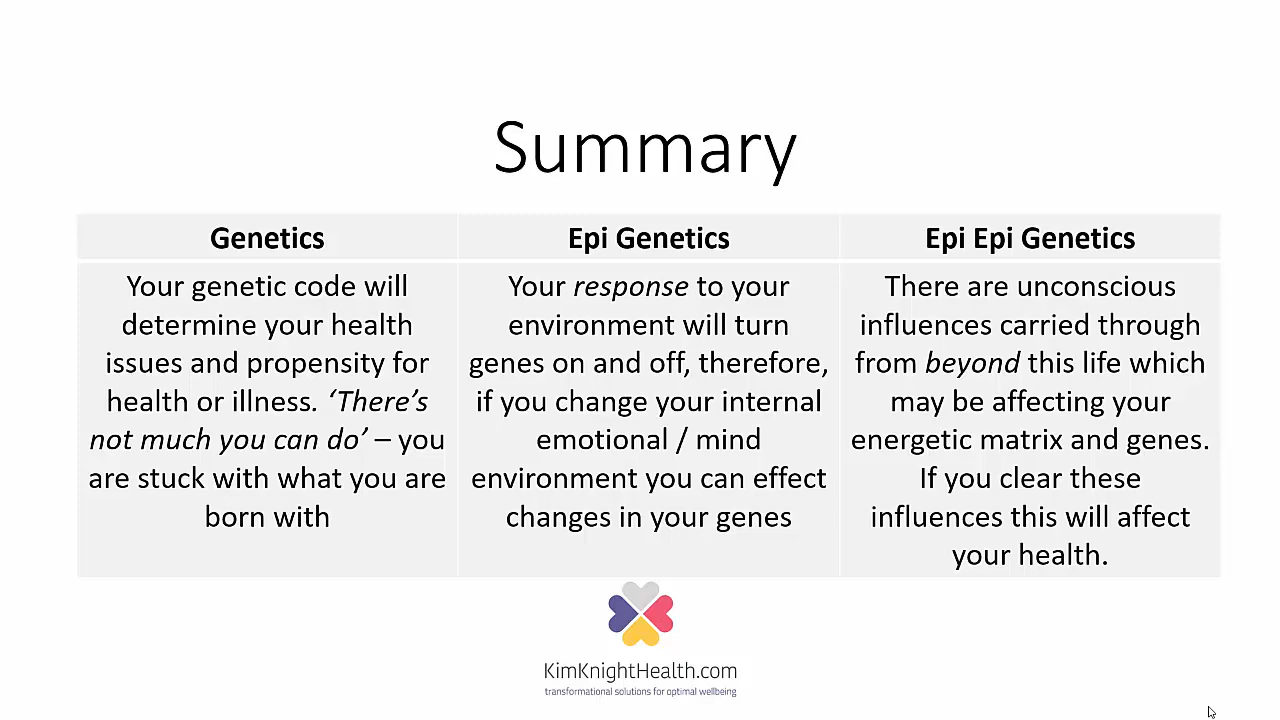 Summary
Genetics
Your genetic code will
determine your health
issues and propensity for
health or illness. ‘There’s
not much you can do’ – you
are stuck with what you are
born with
Epi Genetics
Your response to your
environment will turn
genes on and off, therefore,
if you change your internal
emotional / mind
environment you can effect
changes in your genes
Epi Epi Genetics
There are unconscious
influences carried through
from beyond this life which
may be affecting your
energetic matrix and genes.
If you clear these
influences this will affect
your health.
KimKnightHealth.com
transformational solutions for optimal wellbeing